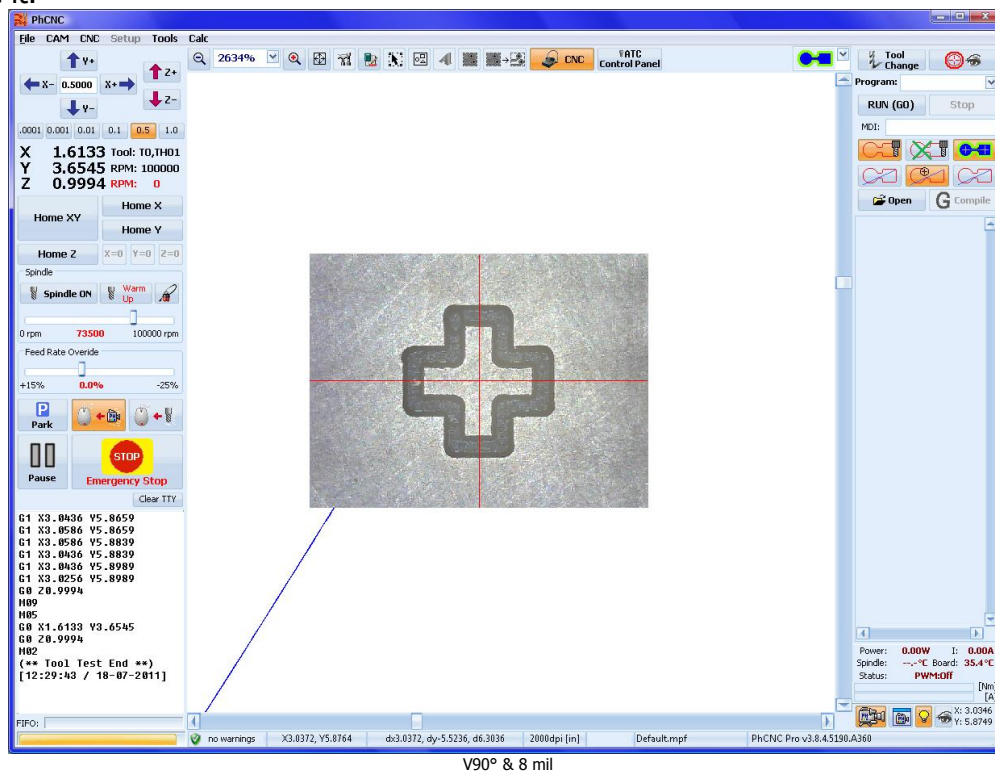 PhCNC
File CAM CNC Setup Tools Calc
Y+
X- 0.5000 X+
Z+
Y-
Z-
.0001 0.001 0.01 0.1 0.5 1.0
X 1.6133 Tool: T0,TH01
Y 3.6545 RPM: 100000
Z 0.9994 RPM: 0
Home XY
Home X
Home Y
Home Z X=0 Y=0 Z=0
Spindle
Spindle ON Warm Up
0 rpm 73500 100000 rpm
Feed Rate Overide
+15% 0.0% -25%
P
Park
Pause
STOP
Emergency Stop
Clear TTY
G1 X3.0436 Y5.8659
G1 X3.0586 Y5.8659
G1 X3.0586 Y5.8839
G1 X3.0436 Y5.8839
G1 X3.0436 Y5.8989
G1 X3.0256 Y5.8989
G0 Z0.9994
M09
M05
G0 X1.6133 Y3.6545
G0 Z0.9994
M02
(** Tool Test End **)
[12:29:43 / 18-07-2011]
FIFO:
2634%
CNC
ATC
Control Panel
Tool
Change
Program:
RUN (GO) Stop
MDI:
Open G Compile
Power: 0.00W I: 0.00A
Spindle: --.-°C Board: 35.4°C
Status: PWM:Off
[Nm]
[A]
X: 3.0346
Y: 5.8749
no warnings X3.0372, Y5.8764 dx3.0372, dy-5.5236, d6.3036 2000dpi [in] Default.mpf PhCNC Pro v3.8.4.5190.A360
V90° & 8 mil